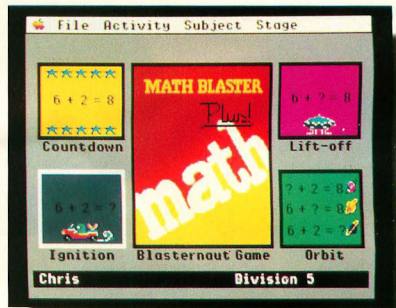 File Activity Subject Stage
6 + 2 = 8
Countdown
MATH BLASTER
Plus!
math
6 + ? = 8
Lift-off
6 + 2 = ?
Ignition
Blasternaut Game
? + 2 = 8
6 + ? = 8
6 + 2 = ?
Orbit
Chris
Division 5